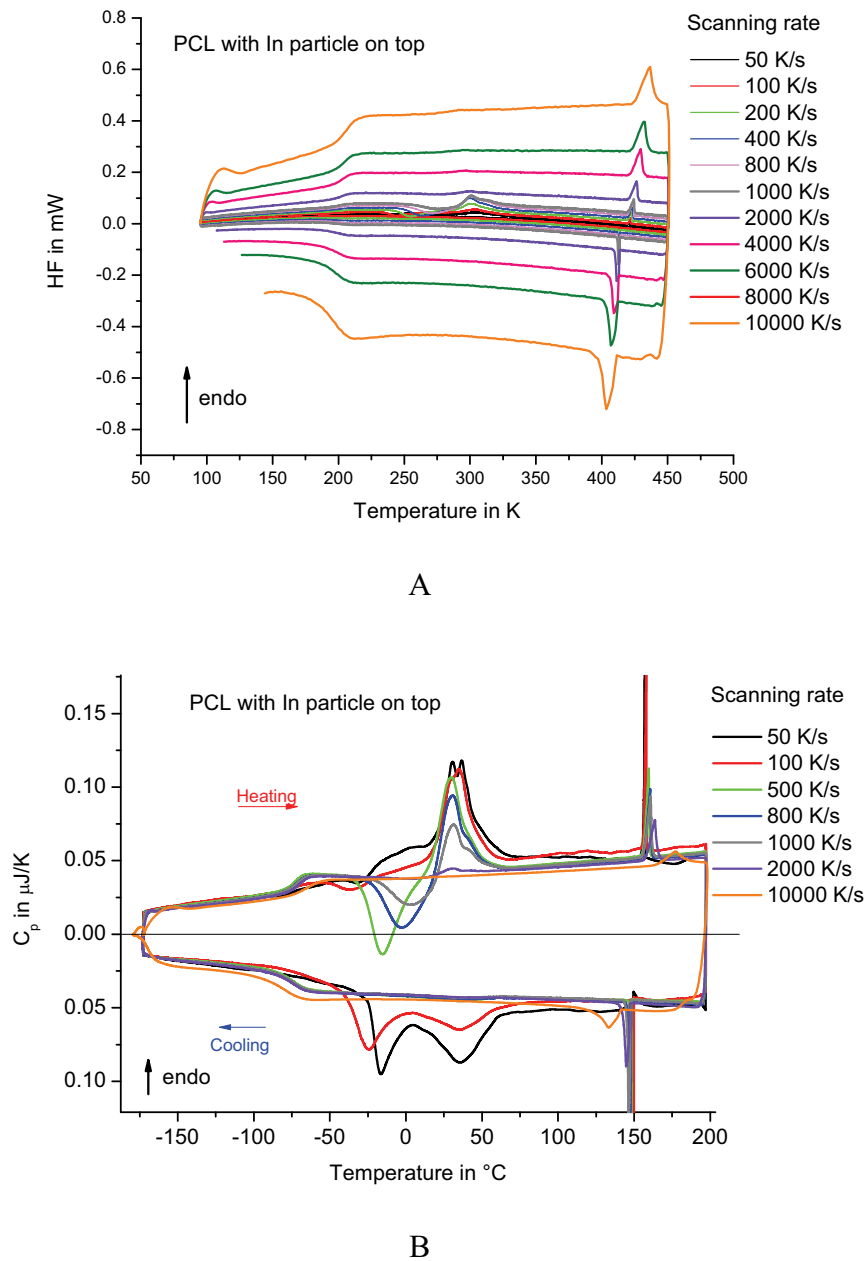 PCL with In particle on top
Scanning rate
50 K/s
100 K/s
200 K/s
400 K/s
800 K/s
1000 K/s
2000 K/s
4000 K/s
6000 K/s
8000 K/s
10000 K/s
0.8
0.6
0.4
0.2
0.0
-0.2
-0.4
-0.6
-0.8
HF in mW
endo
50
100
150
200
250
300
350
400
450
500
Temperature in K
A
PCL with In particle on top
Scanning rate
50 K/s
100 K/s
500 K/s
800 K/s
1000 K/s
2000 K/s
10000 K/s
0.15
0.10
0.05
0.00
0.05
0.10
Cp in μJ/K
Heating
Cooling
endo
-150
-100
-50
0
50
100
150
200
Temperature in °C
B